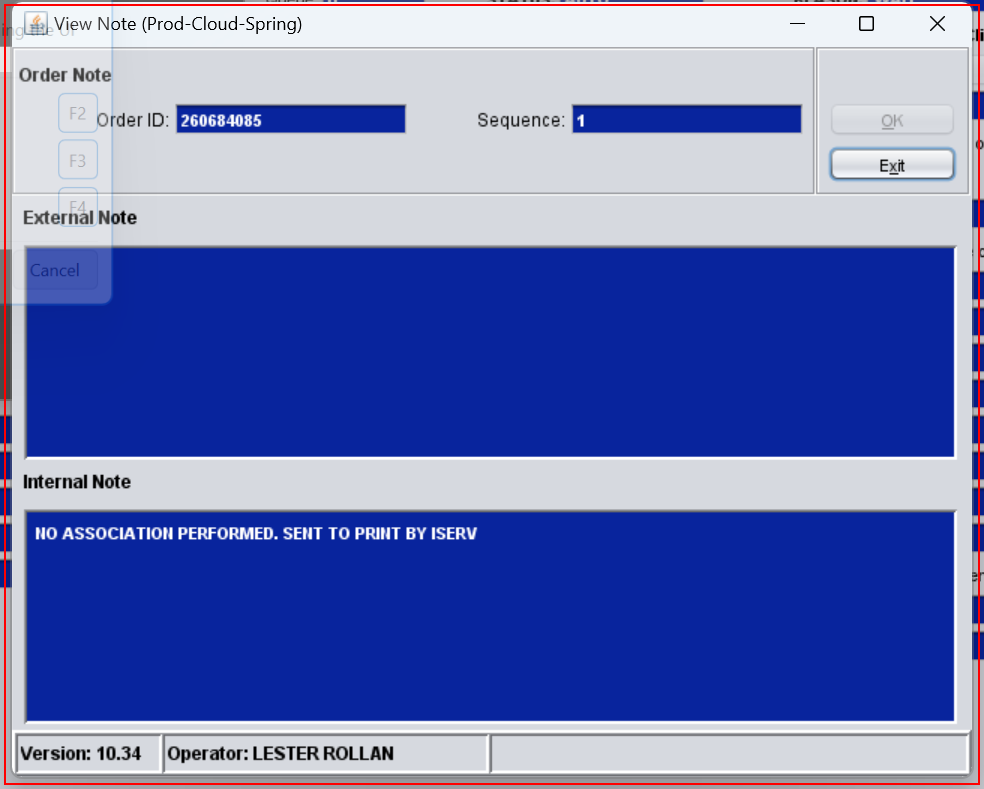 View Note (Prod-Cloud-Spring)
Order Note
F2
Order ID: 260684085 Sequence: 1 OK
F3
Exit
F4
External Note
Cancel
Internal Note
NO ASSOCIATION PERFORMED. SENT TO PRINT BY ISERV
Version: 10.34 Operator: LESTER ROLLAN